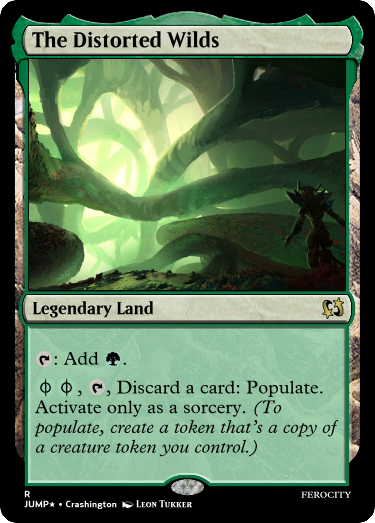 The Distorted Wilds
Legendary Land
: Add .
, , Discard a card: Populate.
Activate only as a sorcery. (To
populate, create a token that's a copy of
a creature token you control.)
R
JUMP★ • Crashington Leon Tukker
FEROCITY